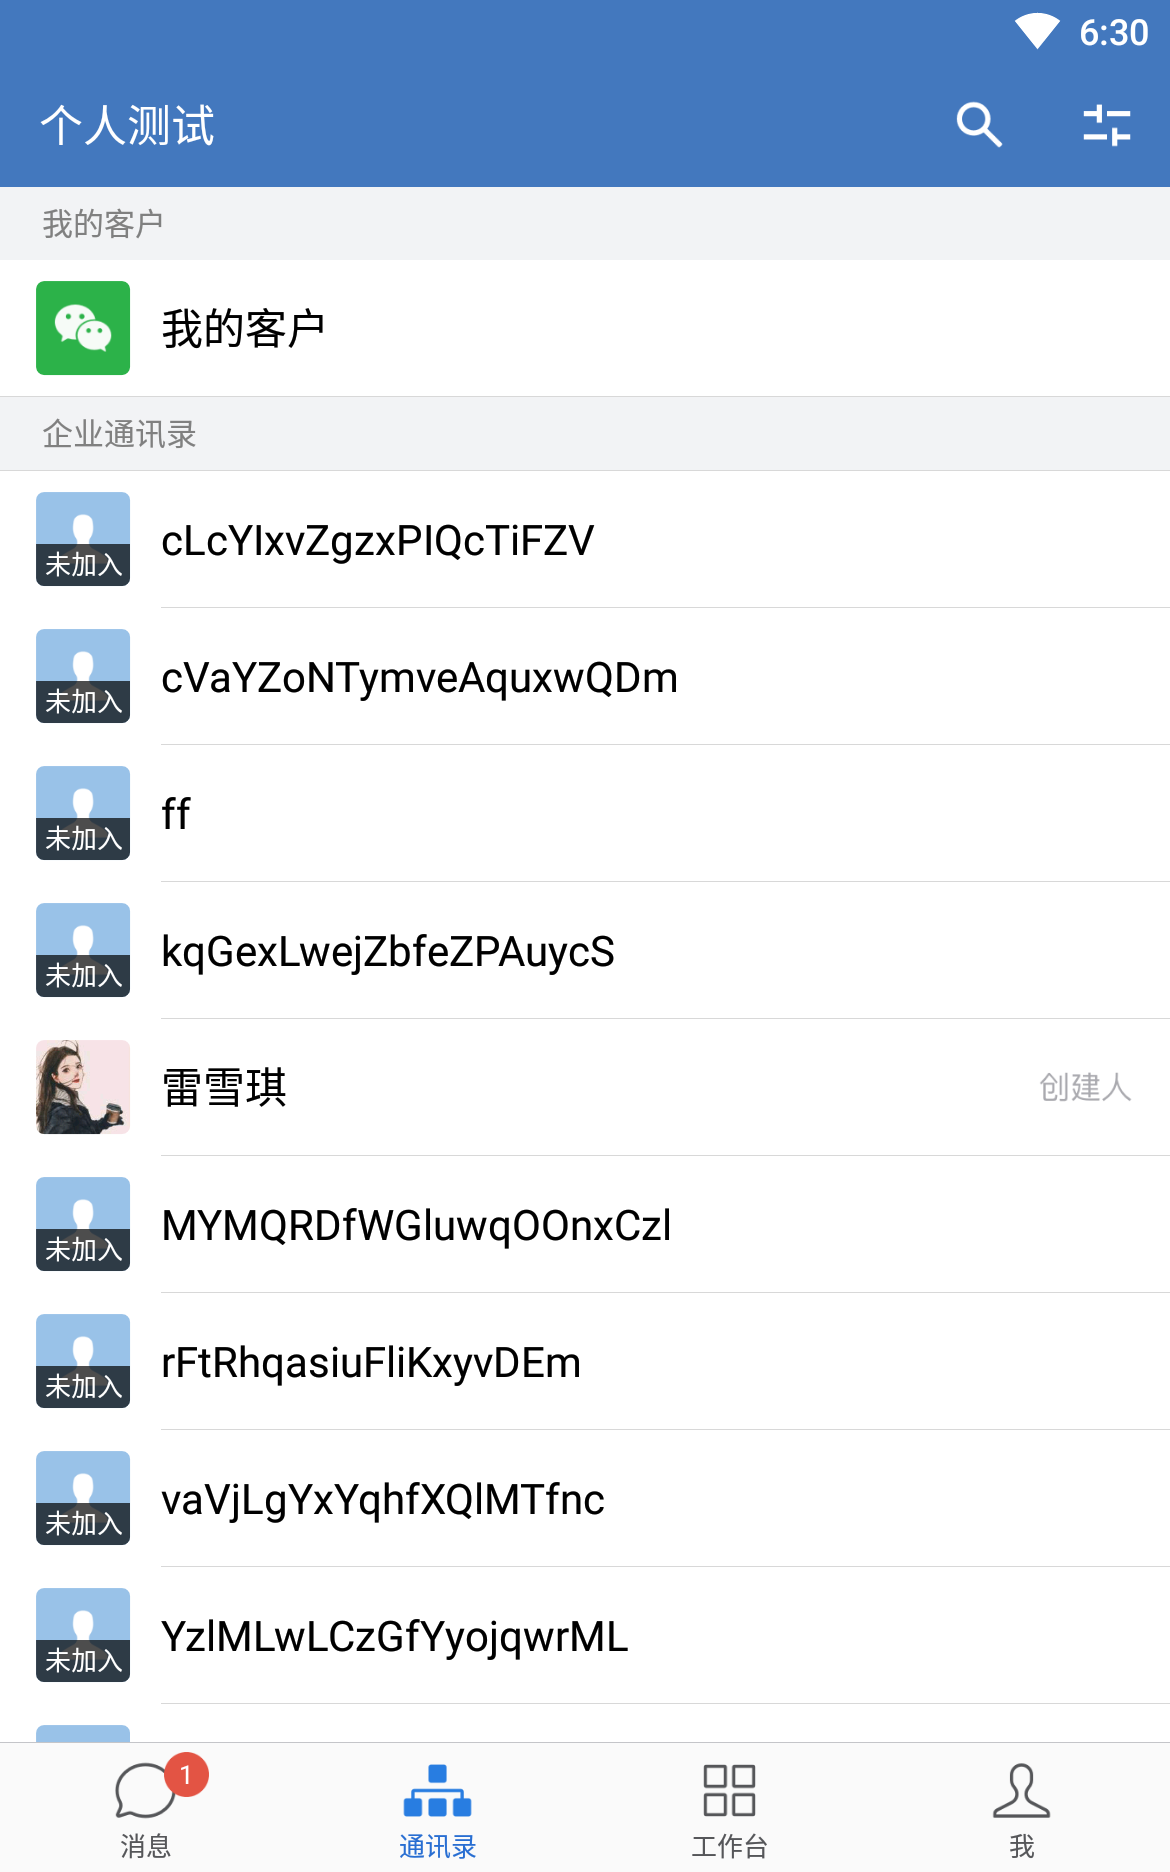 6:30
个人测试
我的客户
我的客户
企业通讯录
未加入
cLcYIxvZgzxPIQcTiFZV
未加入
cVaYZoNTymveAquxwQDm
未加入
ff
未加入
kqGexLwejZbfeZPAuycS
雷雪琪
创建人
未加入
MYMQRDfWGluwqOOnxCzl
未加入
rFtRhqasiuFliKxyvDEm
未加入
vaVjLgYxYqhfXQlMTfnc
未加入
YzlMLwLCzGfYyojqwrML
1
消息
通讯录
工作台
我